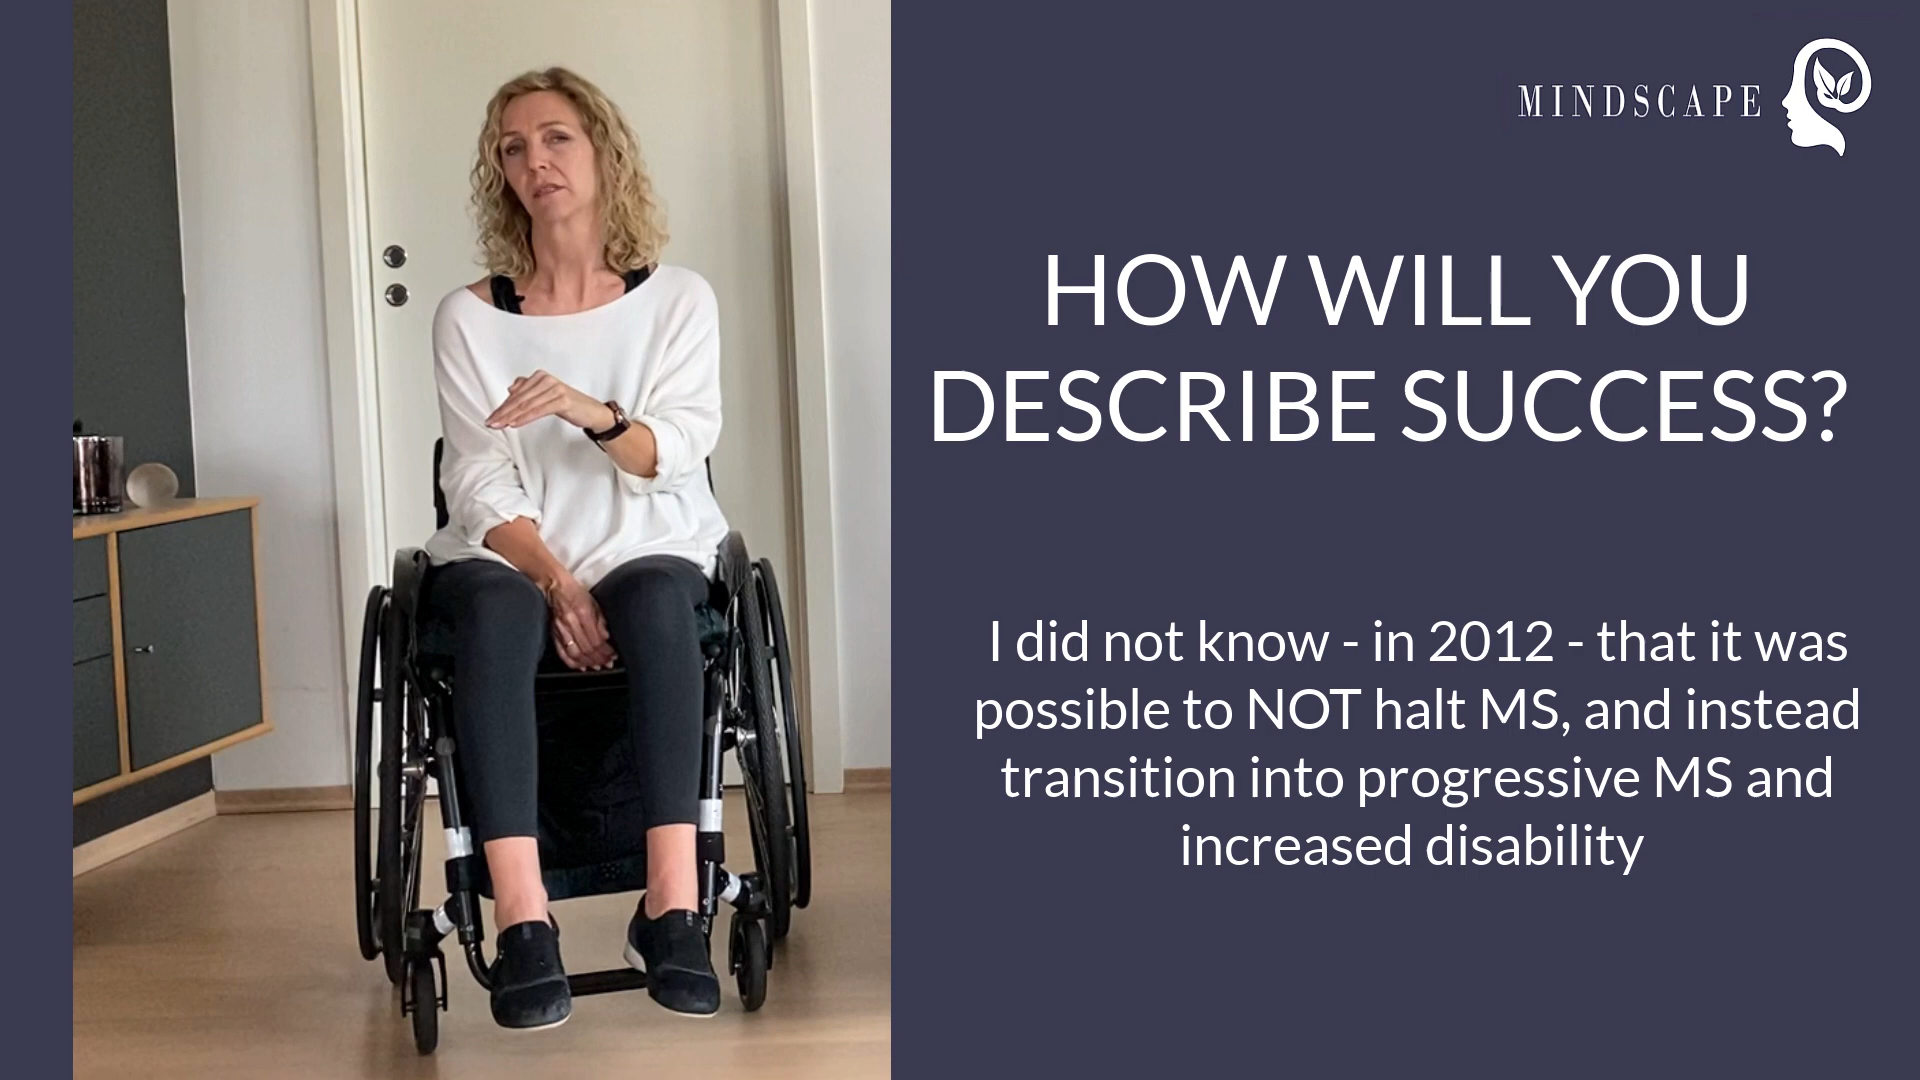 MINDSCAPE
HOW WILL YOU
DESCRIBE SUCCESS?
I did not know - in 2012 - that it was
possible to NOT halt MS, and instead
transition into progressive MS and
increased disability